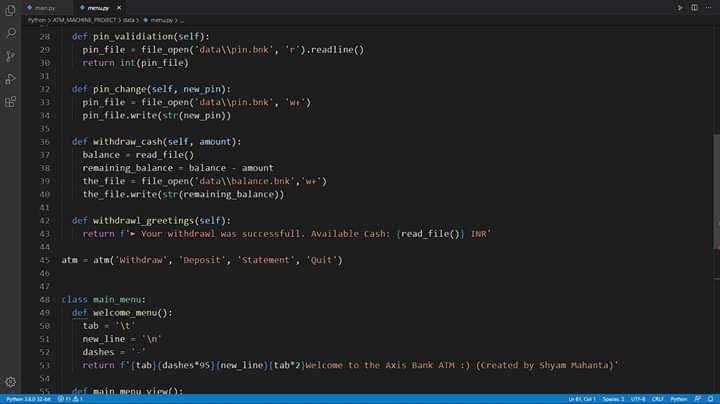 main.py
menu.py ×
Python > ATM_MACHINE_PROJECT > data > menu.py > ...
28 def pin_validiation(self):
29 pin_file = file_open('data\\pin.bnk', 'r').readline()
30 return int(pin_file)
31
32 def pin_change(self, new_pin):
33 pin_file = file_open('data\\pin.bnk', 'w+')
34 pin_file.write(str(new_pin))
35
36 def withdraw_cash(self, amount):
37 balance = read_file()
38 remaining_balance = balance - amount
39 the_file = file_open('data\\balance.bnk','w+')
40 the_file.write(str(remaining_balance))
41
42 def withdrawl_greetings(self):
43 return f'► Your withdrawl was successfull. Available Cash: {read_file()} INR'
44
45 atm = atm('Withdraw', 'Deposit', 'Statement', 'Quit')
46
47
48 class main_menu:
49 def welcome_menu():
50 tab = '\t'
51 new_line = '\n'
52 dashes = '-'
53 return f'{tab}{dashes*95}{new_line}{tab*2}Welcome to the Axis Bank ATM :) (Created by Shyam Mahanta)'
54
55 def main_menu_view():
Python 3.8.0 32-bit 11 1 Ln 61, Col 1 Spaces: 2 UTF-8 CRLF Python